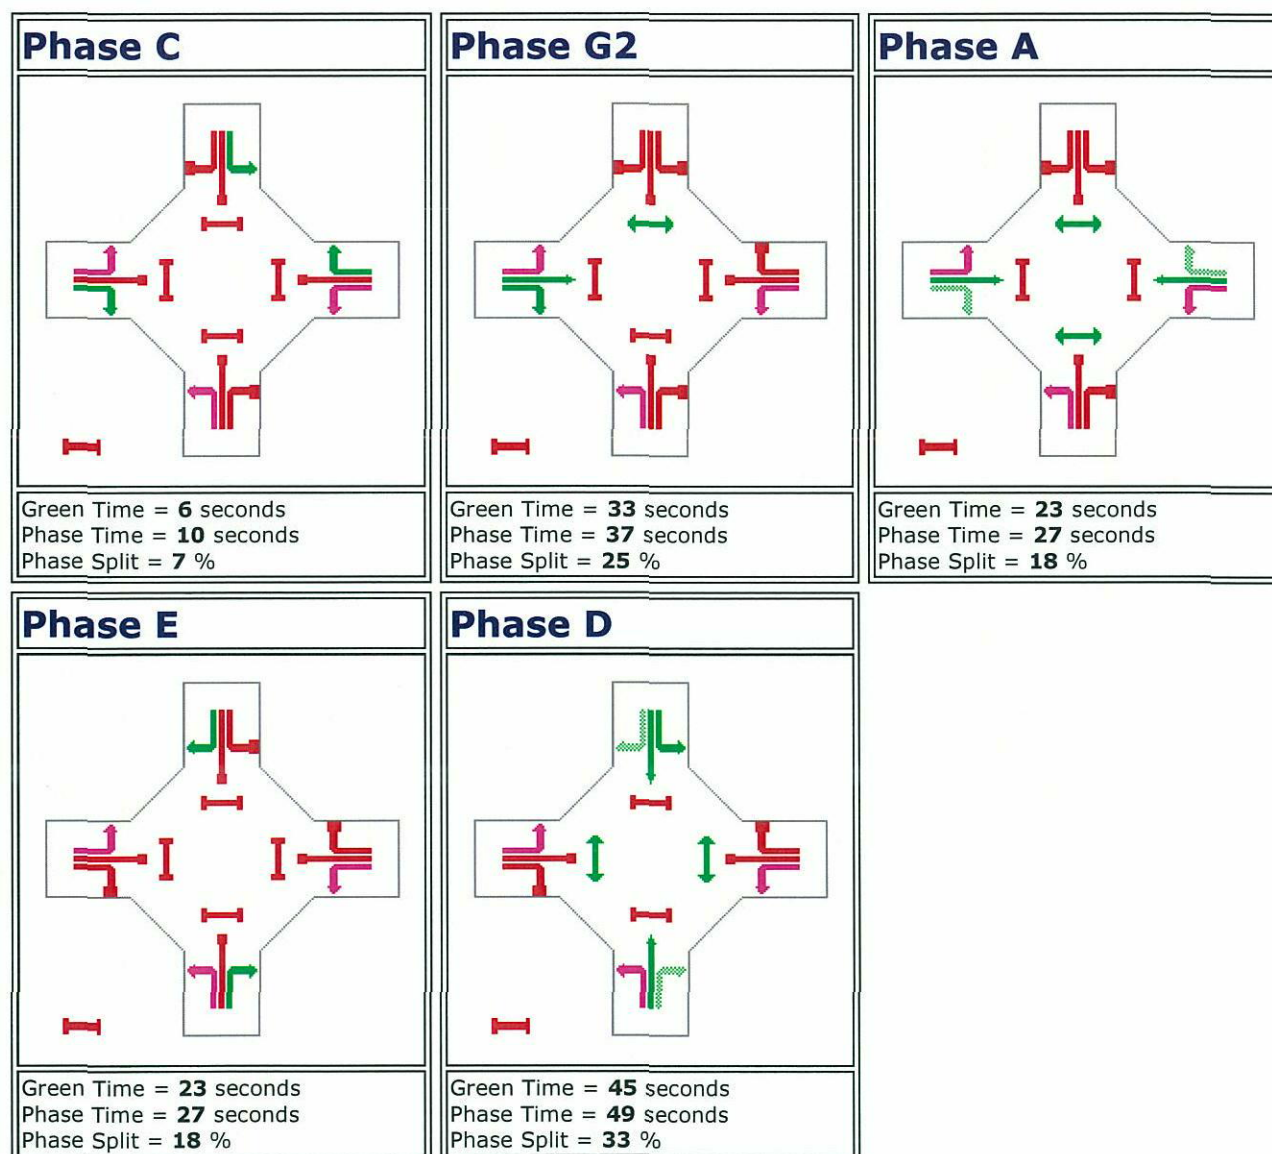 Phase C
Green Time = 6 seconds
Phase Time = 10 seconds
Phase Split = 7 %
Phase G2
Green Time = 33 seconds
Phase Time = 37 seconds
Phase Split = 25 %
Phase A
Green Time = 23 seconds
Phase Time = 27 seconds
Phase Split = 18 %
Phase E
Green Time = 23 seconds
Phase Time = 27 seconds
Phase Split = 18 %
Phase D
Green Time = 45 seconds
Phase Time = 49 seconds
Phase Split = 33 %